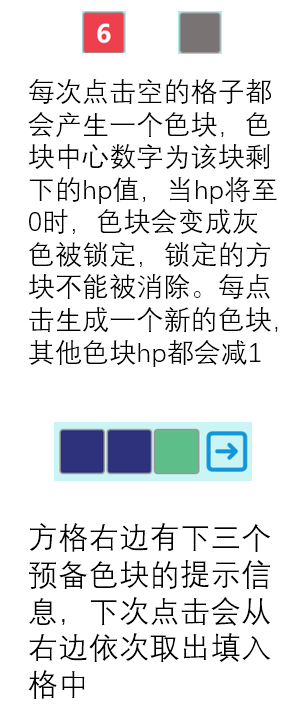 6
每次点击空的格子都
会产生一个色块，色
块中心数字为该块剩
下的hp值，当hp将至
0时，色块会变成灰
色被锁定，锁定的方
块不能被消除。每点
击生成一个新的色块,
其他色块hp都会减1
方格右边有下三个
预备色块的提示信
息，下次点击会从
右边依次取出填入
格中